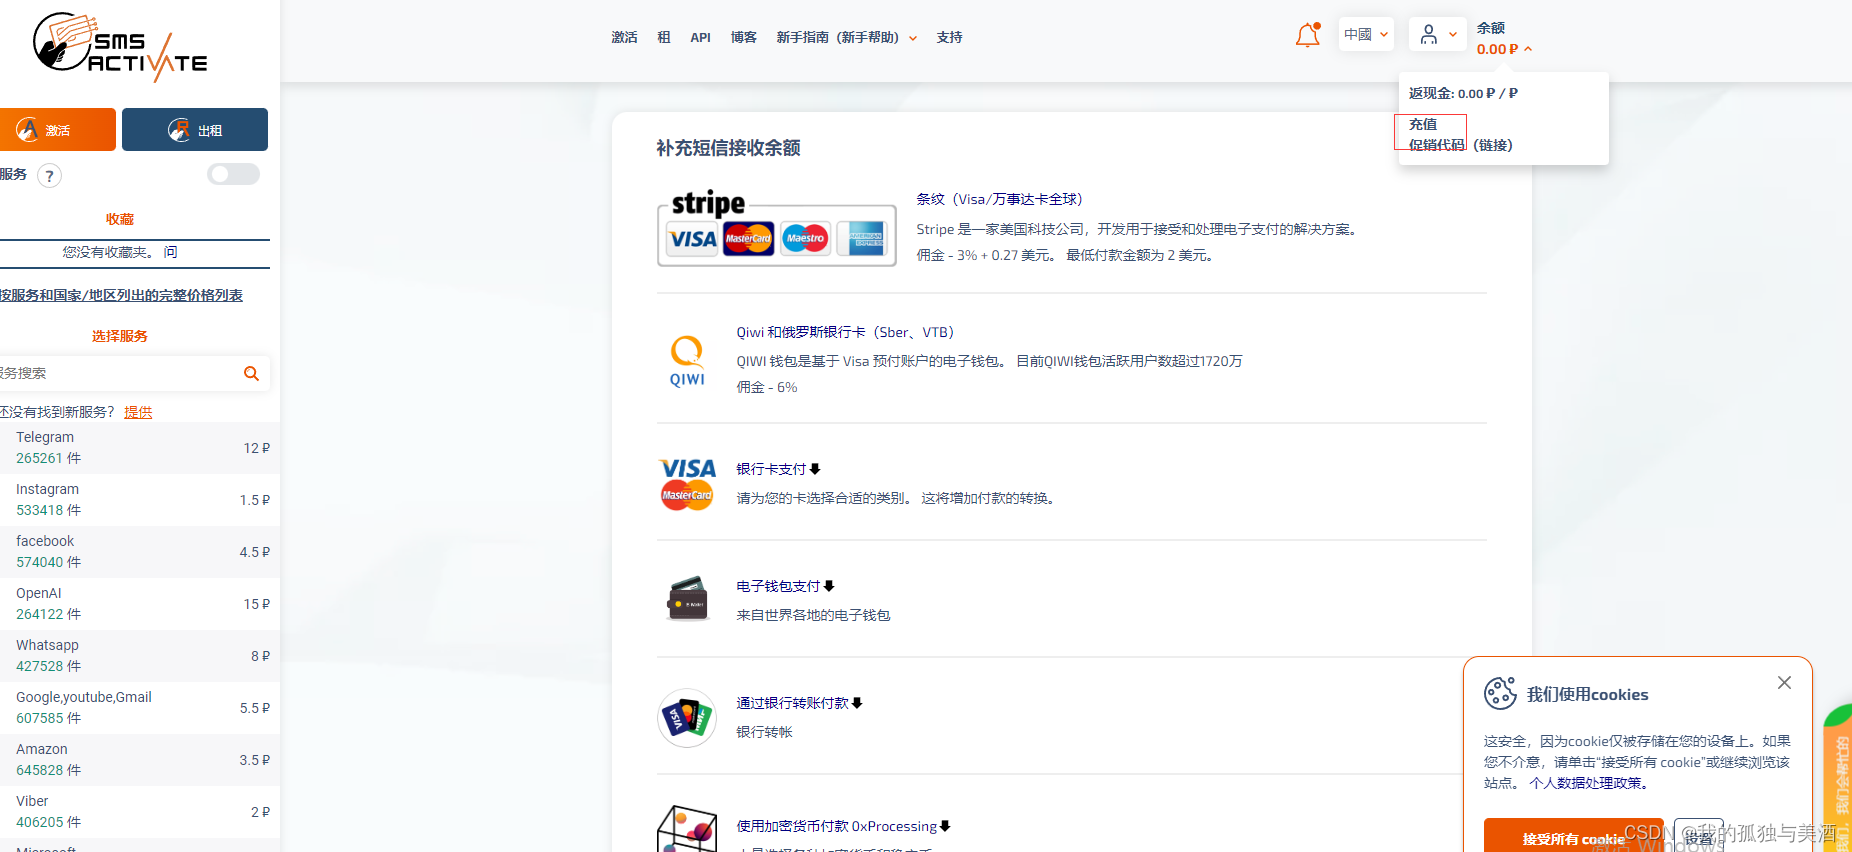 SMS
ACTIVATE
激活 租 API 博客 新手指南（新手帮助） 支持
中國
余额
0.00 ₽
返现金: 0.00 ₽ / ₽
充值
促销代码（链接）
激活
出租
服务 ?
收藏
您没有收藏夹。 问
按服务和国家/地区列出的完整价格列表
选择服务
服务搜索
还没有找到新服务？ 提供
Telegram
265261 件
12 ₽
Instagram
533418 件
1.5 ₽
facebook
574040 件
4.5 ₽
OpenAI
264122 件
15 ₽
Whatsapp
427528 件
8 ₽
Google,youtube,Gmail
607585 件
5.5 ₽
Amazon
645828 件
3.5 ₽
Viber
406205 件
2 ₽
Microsoft
补充短信接收余额
stripe
VISA MasterCard Maestro AMERICAN EXPRESS
条纹（Visa/万事达卡全球）
Stripe 是一家美国科技公司，开发用于接受和处理电子支付的解决方案。
佣金 - 3% + 0.27 美元。 最低付款金额为 2 美元。
QIWI
Qiwi 和俄罗斯银行卡（Sber、VTB）
QIWI 钱包是基于 Visa 预付账户的电子钱包。 目前QIWI钱包活跃用户数超过1720万
佣金 - 6%
VISA
MasterCard
银行卡支付
请为您的卡选择合适的类别。 这将增加付款的转换。
电子钱包支付
来自世界各地的电子钱包
VISA
通过银行转账付款
银行转帐
使用加密货币付款 0xProcessing
我们使用cookies
这安全，因为cookie仅被存储在您的设备上。如果
您不介意，请单击“接受所有 cookie”或继续浏览该
站点。 个人数据处理政策。
接受所有 cookie
设置
CSDN @我的孤独与美酒
激活 Windows